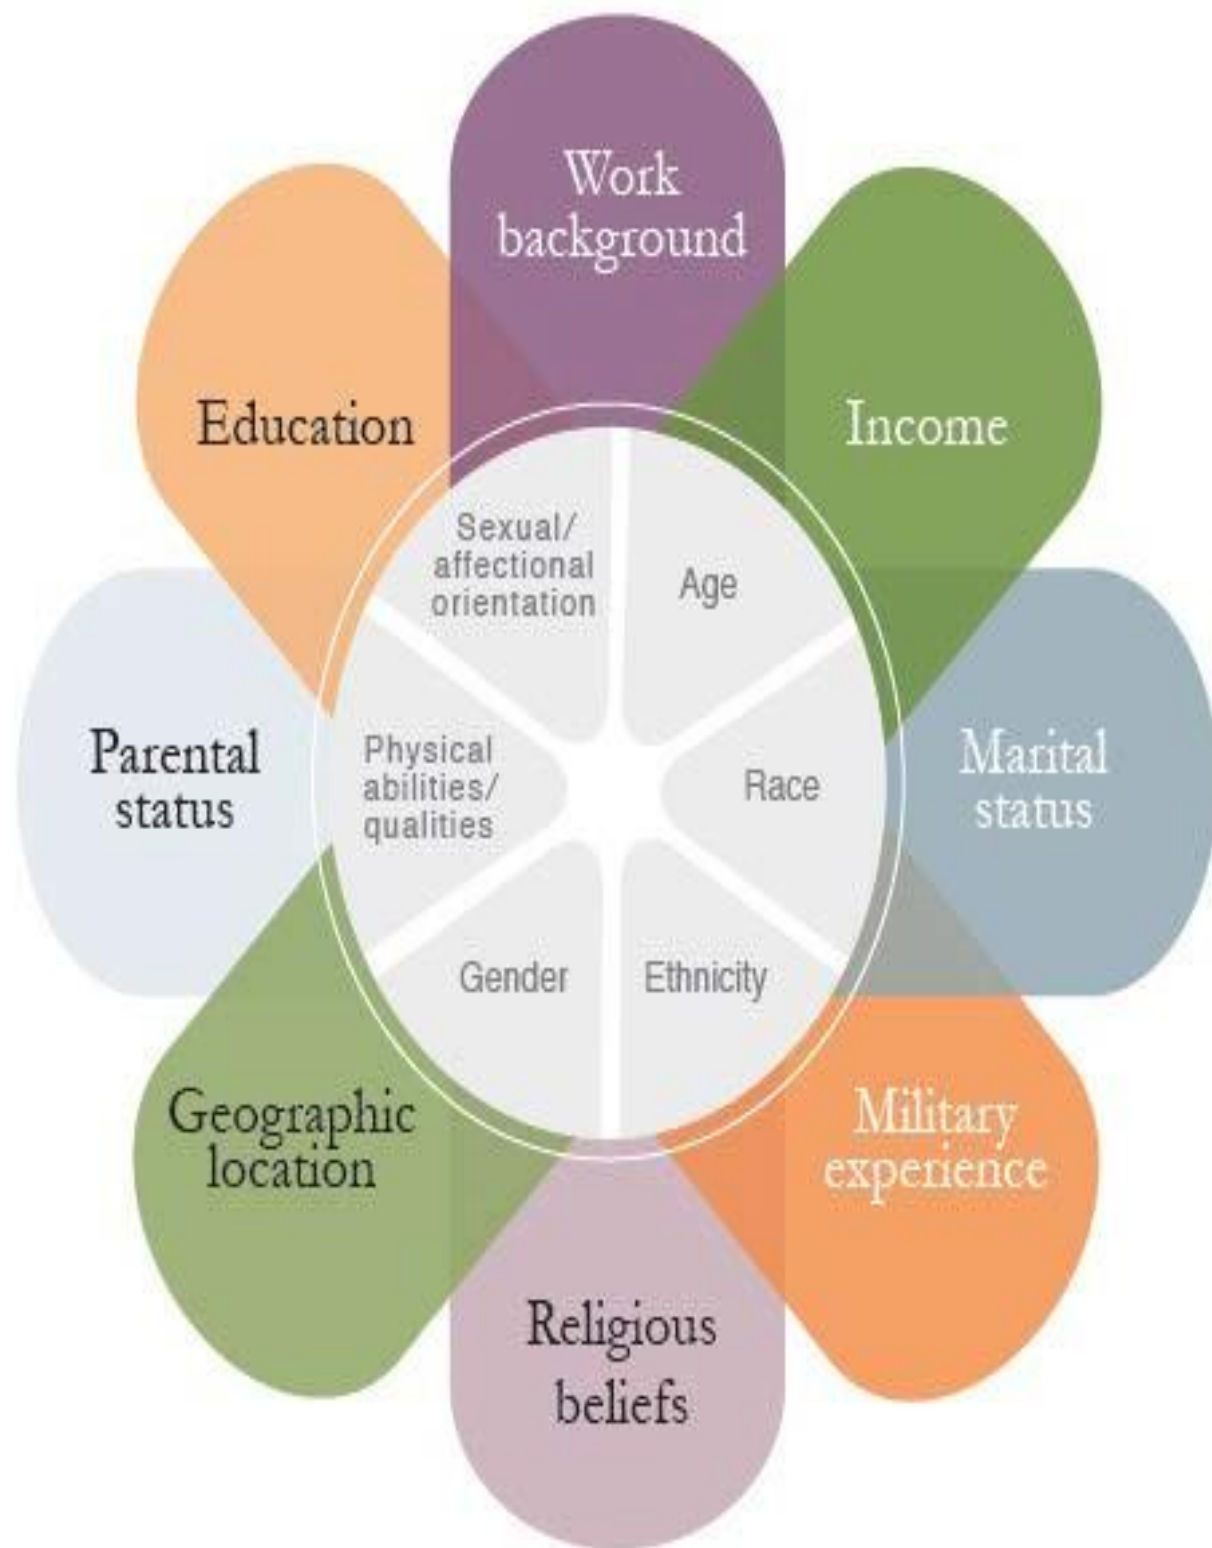 Work
background
Income
Education
Sexual/
affectional
orientation
Age
Parental
status
Physical
abilities/
qualities
Race
Marital
status
Gender
Ethnicity
Geographic
location
Military
experience
Religious
beliefs